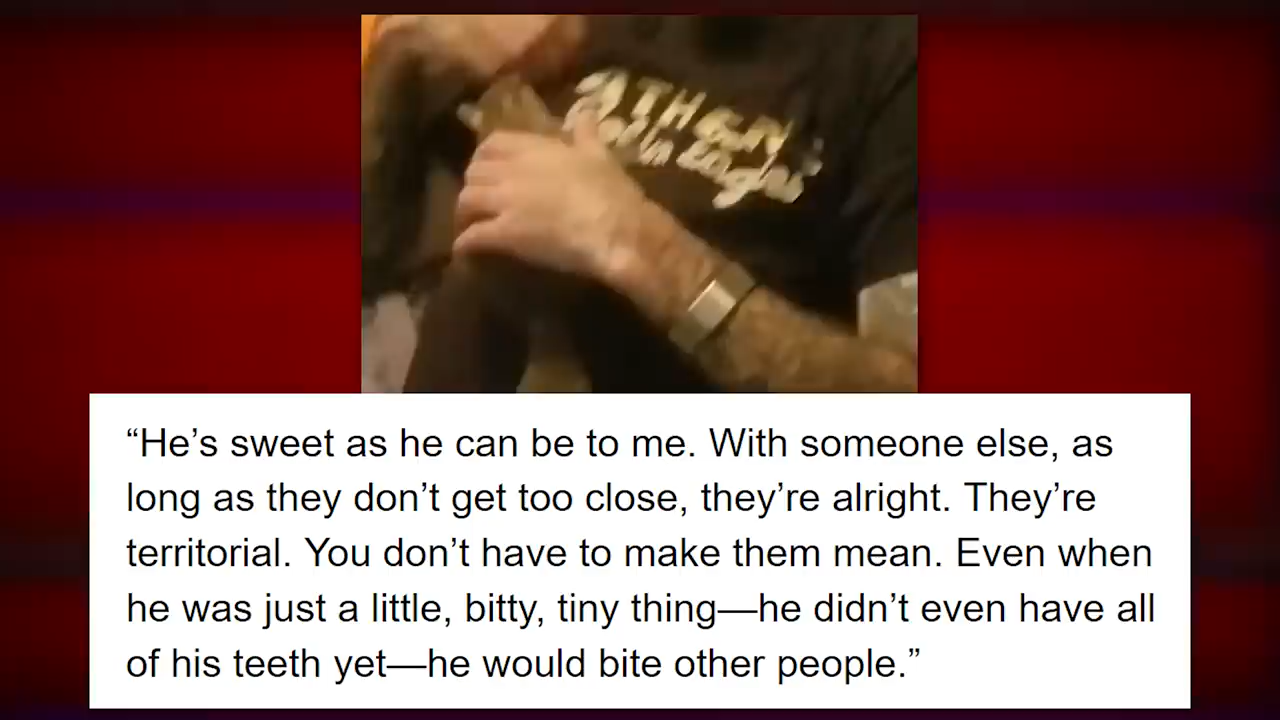 “He’s sweet as he can be to me. With someone else, as
long as they don’t get too close, they’re alright. They’re
territorial. You don’t have to make them mean. Even when
he was just a little, bitty, tiny thing—he didn’t even have all
of his teeth yet—he would bite other people.”